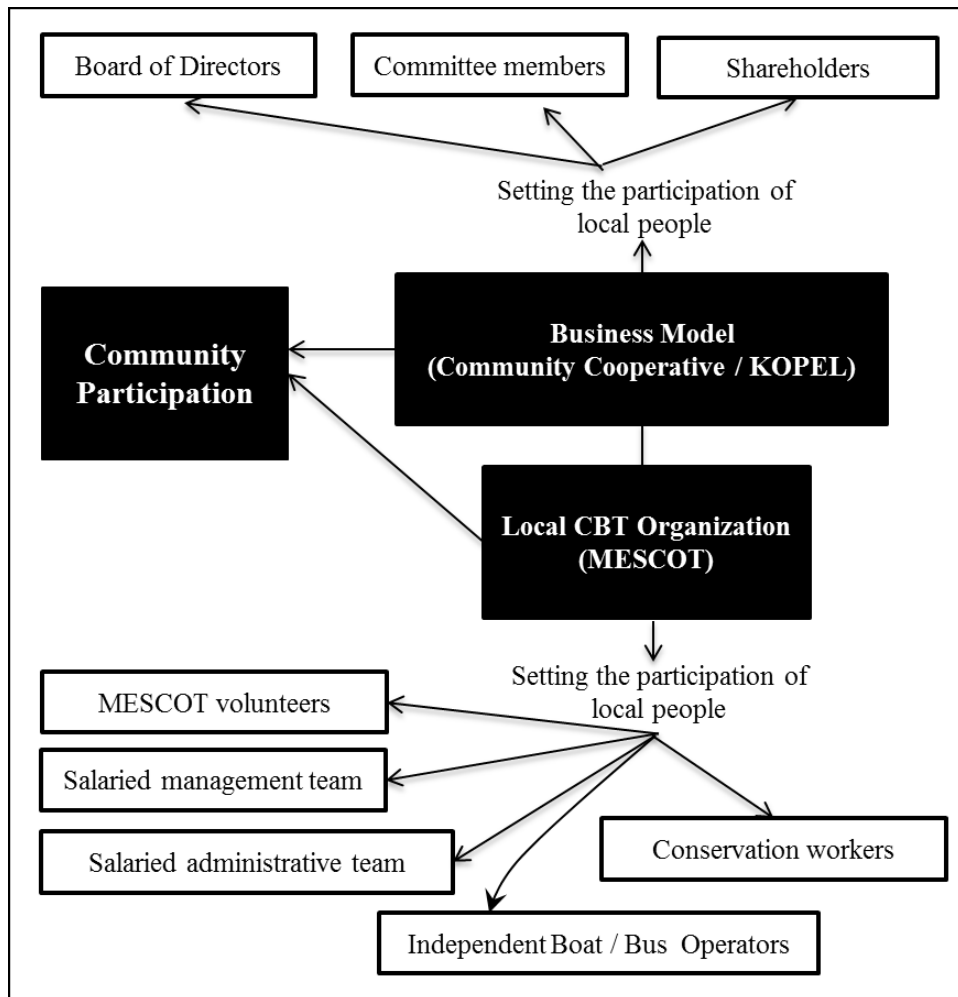 Board of Directors
Committee members
Shareholders
Setting the participation of
local people
Community
Participation
Business Model
(Community Cooperative / KOPEL)
Local CBT Organization
(MESCOT)
Setting the participation of
local people
MESCOT volunteers
Salaried management team
Salaried administrative team
Conservation workers
Independent Boat / Bus Operators